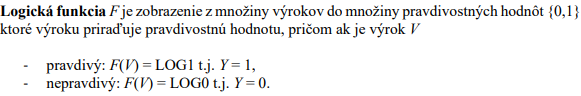 Logická funkcia F je zobrazenie z množiny výrokov do množiny pravdivostných hodnôt {0,1}
ktoré výroku priraďuje pravdivostnú hodnotu, pričom ak je výrok V
- pravdivý: F(V) = LOG1 t.j. Y = 1,
- nepravdivý: F(V) = LOG0 t.j. Y = 0.